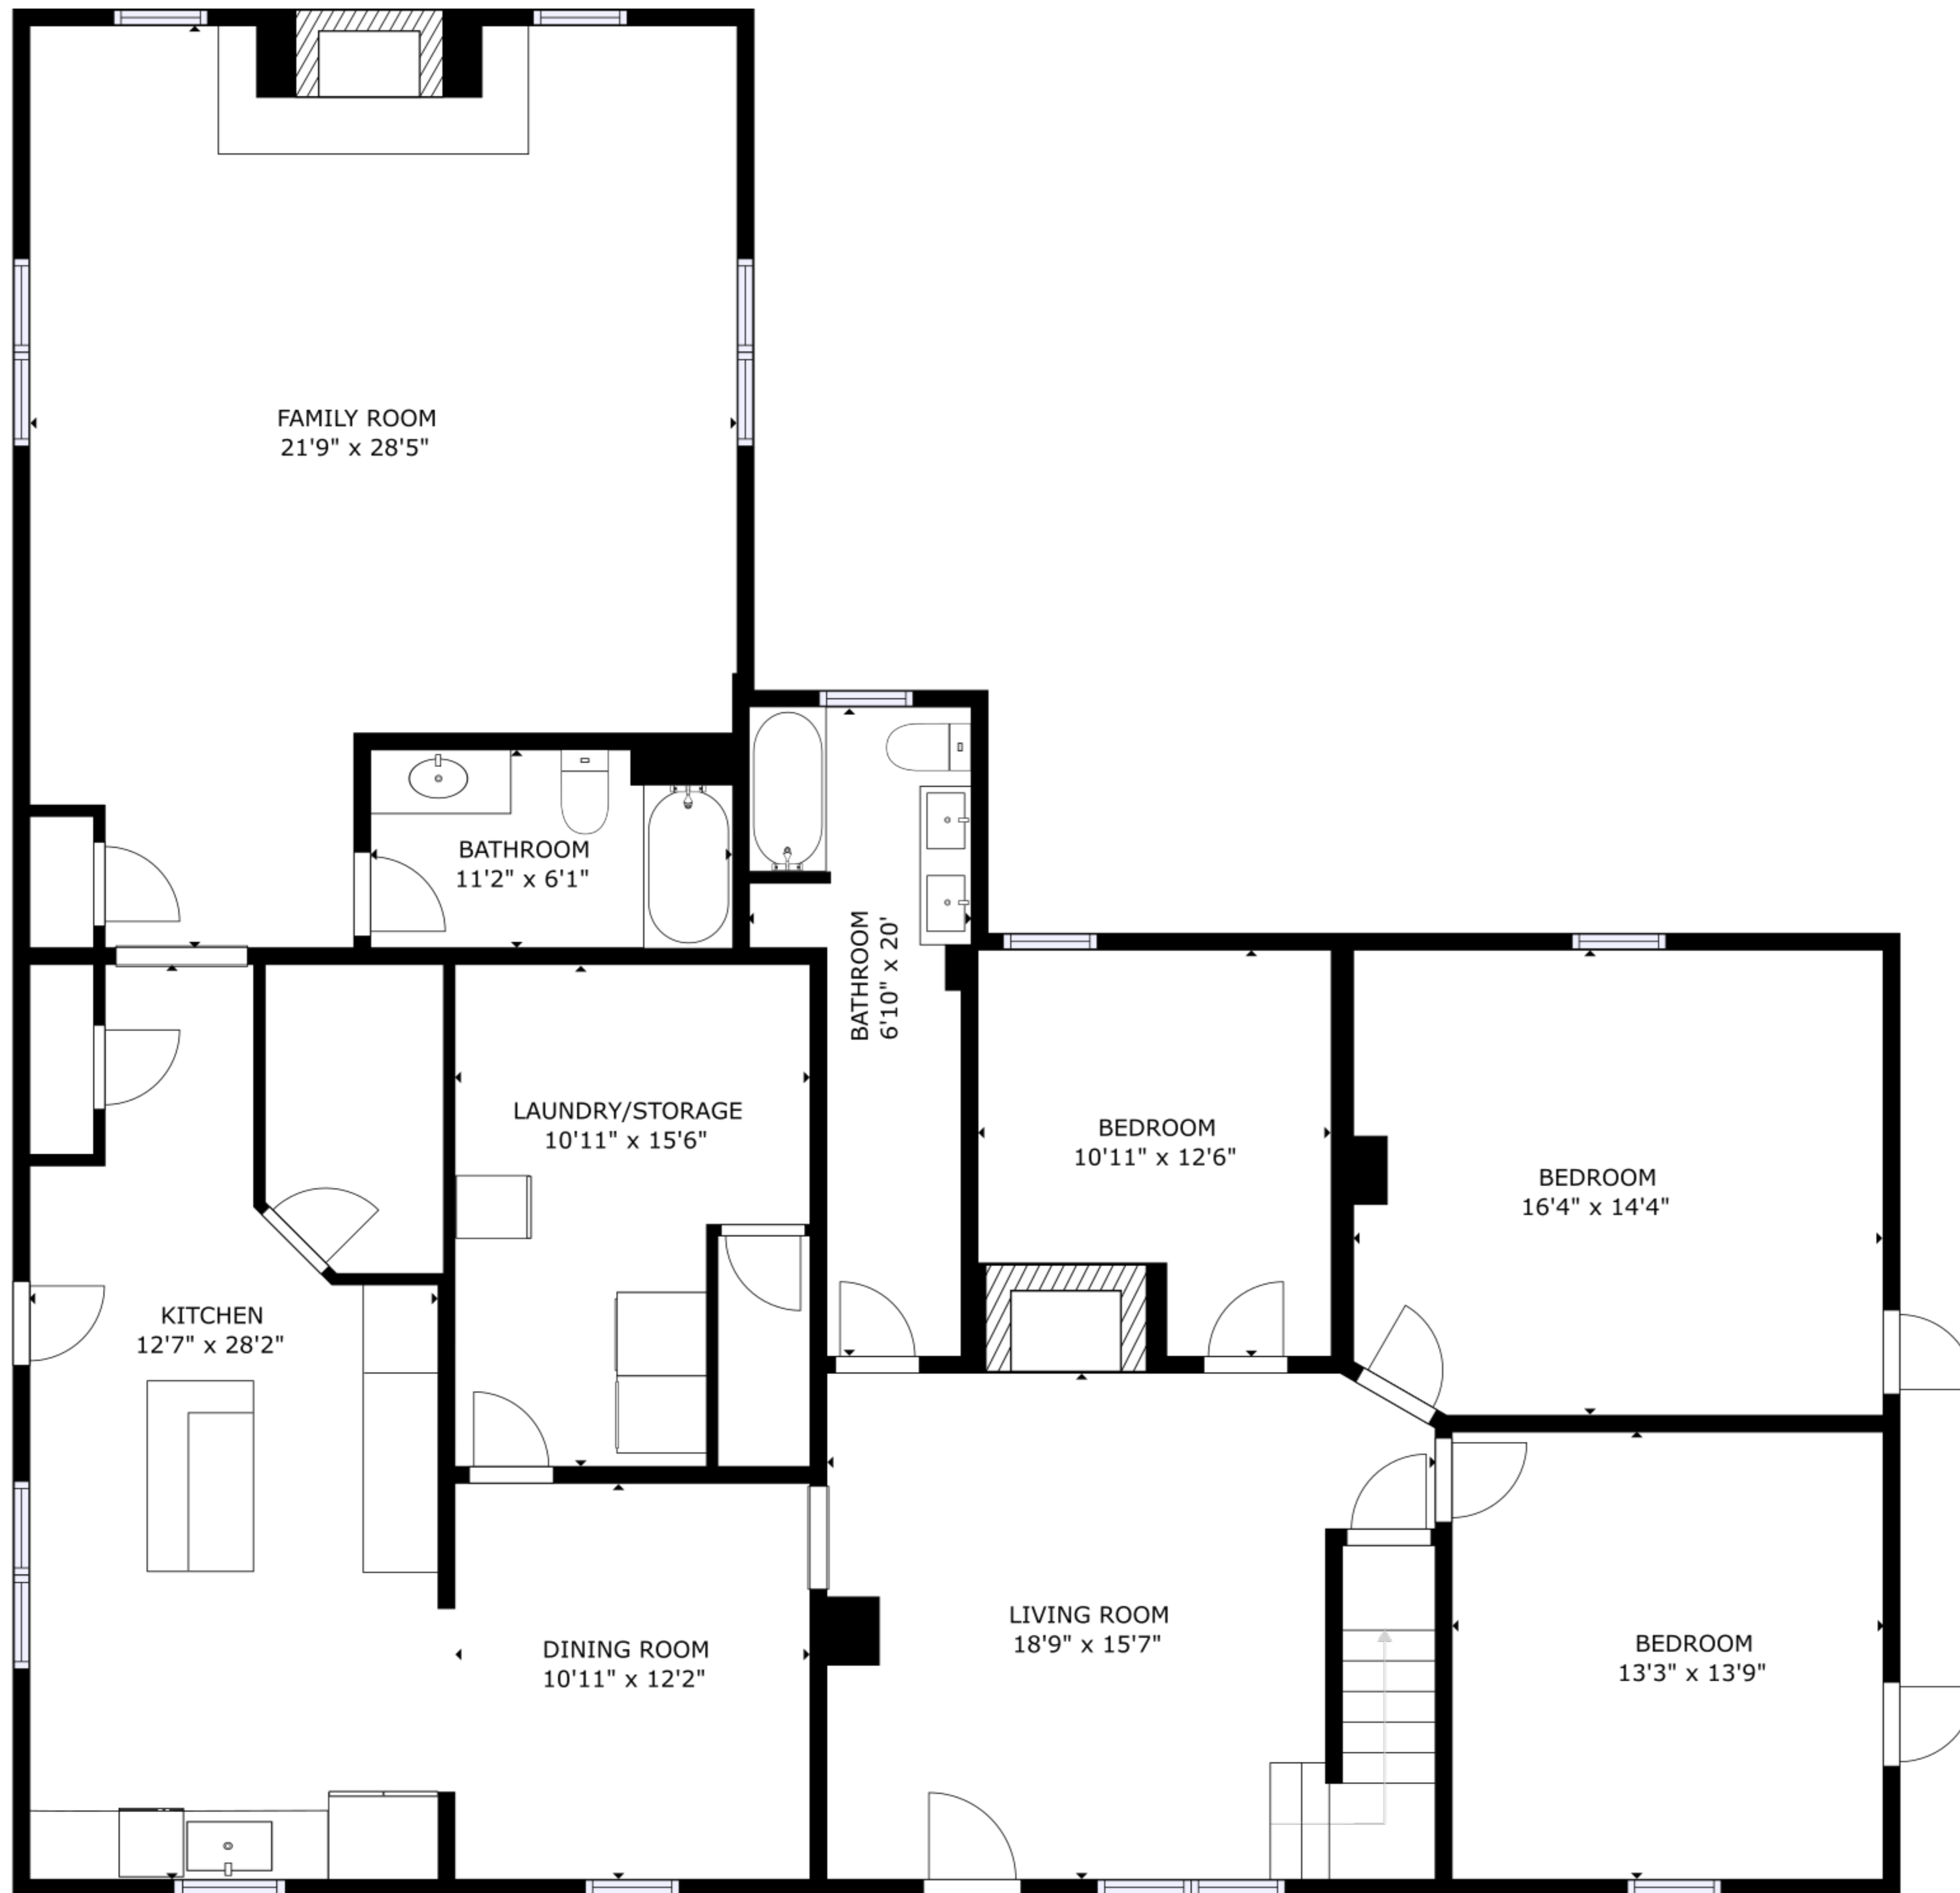 FAMILY ROOM
21'9" x 28'5"
BATHROOM
11'2" x 6'1"
BATHROOM
6'10" x 20'
LAUNDRY/STORAGE
10'11" x 15'6"
BEDROOM
10'11" x 12'6"
BEDROOM
16'4" x 14'4"
KITCHEN
12'7" x 28'2"
DINING ROOM
10'11" x 12'2"
LIVING ROOM
18'9" x 15'7"
BEDROOM
13'3" x 13'9"